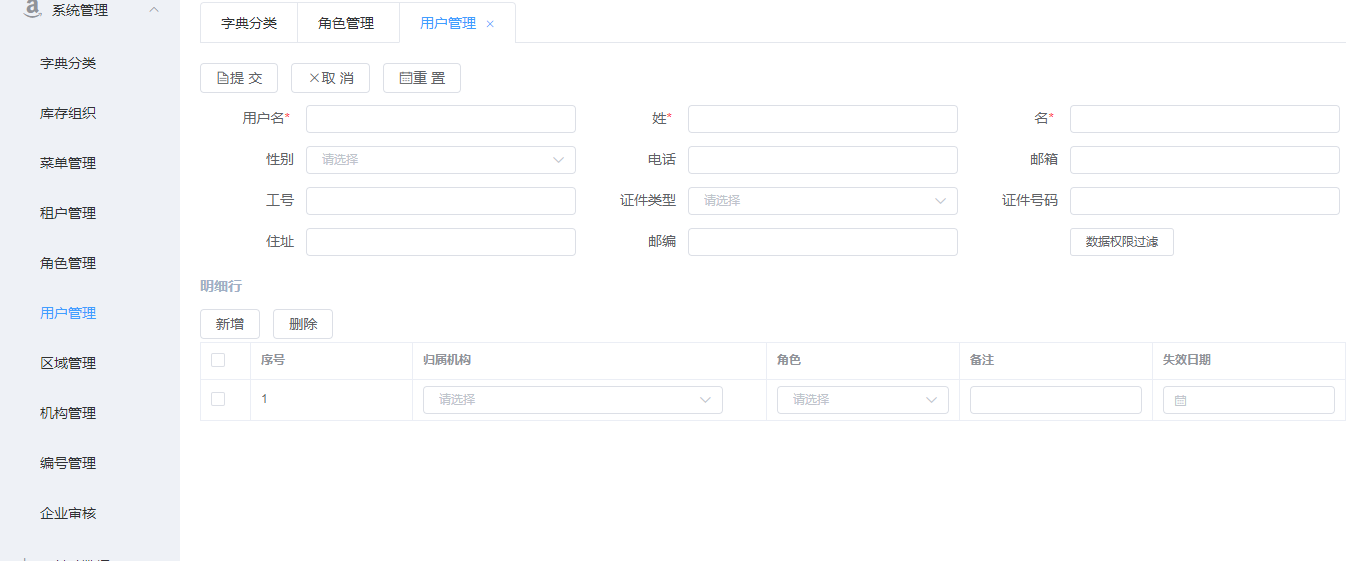 系统管理
字典分类
库存组织
菜单管理
租户管理
角色管理
用户管理
区域管理
机构管理
编号管理
企业审核
字典分类 角色管理 用户管理 ×
提 交 ×取 消 重 置
用户名* 姓* 名*
性别 请选择 电话 邮箱
工号 证件类型 请选择 证件号码
住址 邮编 数据权限过滤
明细行
新增 删除
序号 归属机构 角色 备注 失效日期
1 请选择 请选择